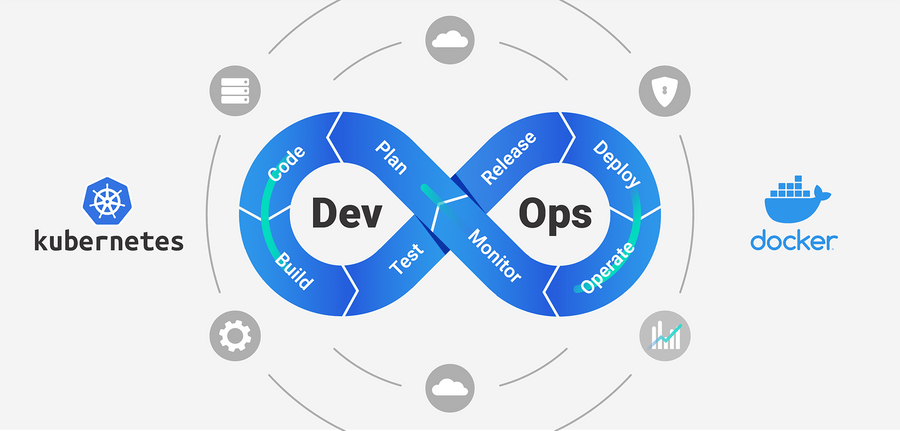 Code
Plan
Release
Deploy
Dev
Ops
kubernetes
docker
Build
Test
Monitor
Operate